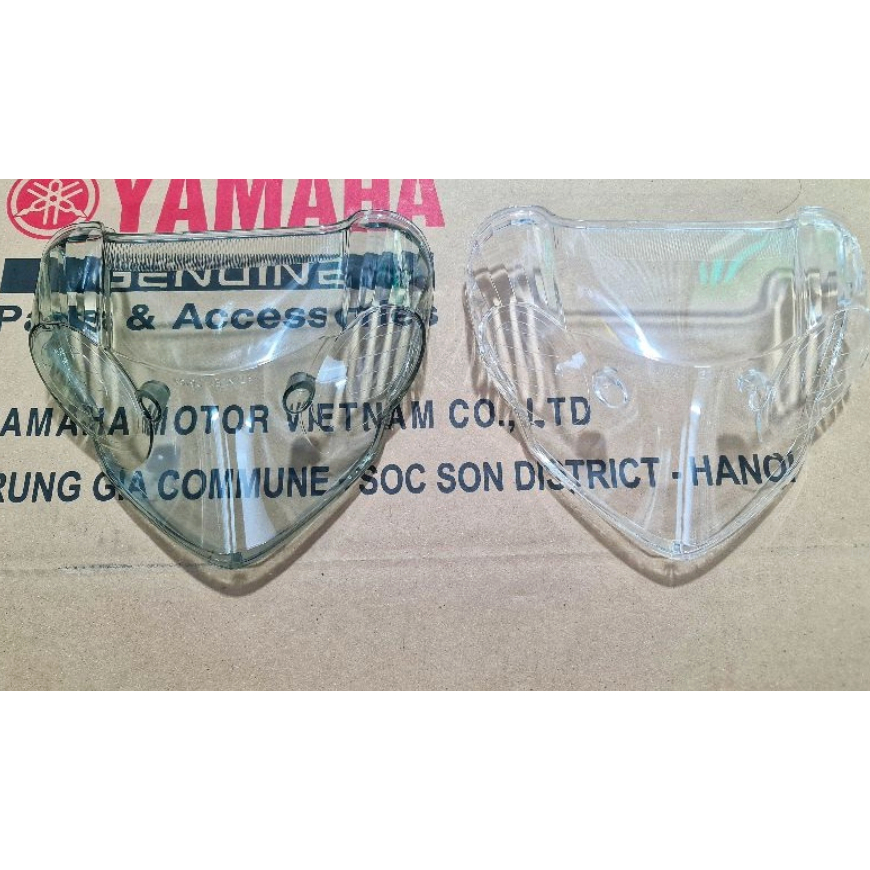 YAMAHA
GENUINE
Parts & Accessories
AMAHA MOTOR VIETNAM CO., LTD
RUNG GIA COMMUNE - SOC SON DISTRICT - HANOI